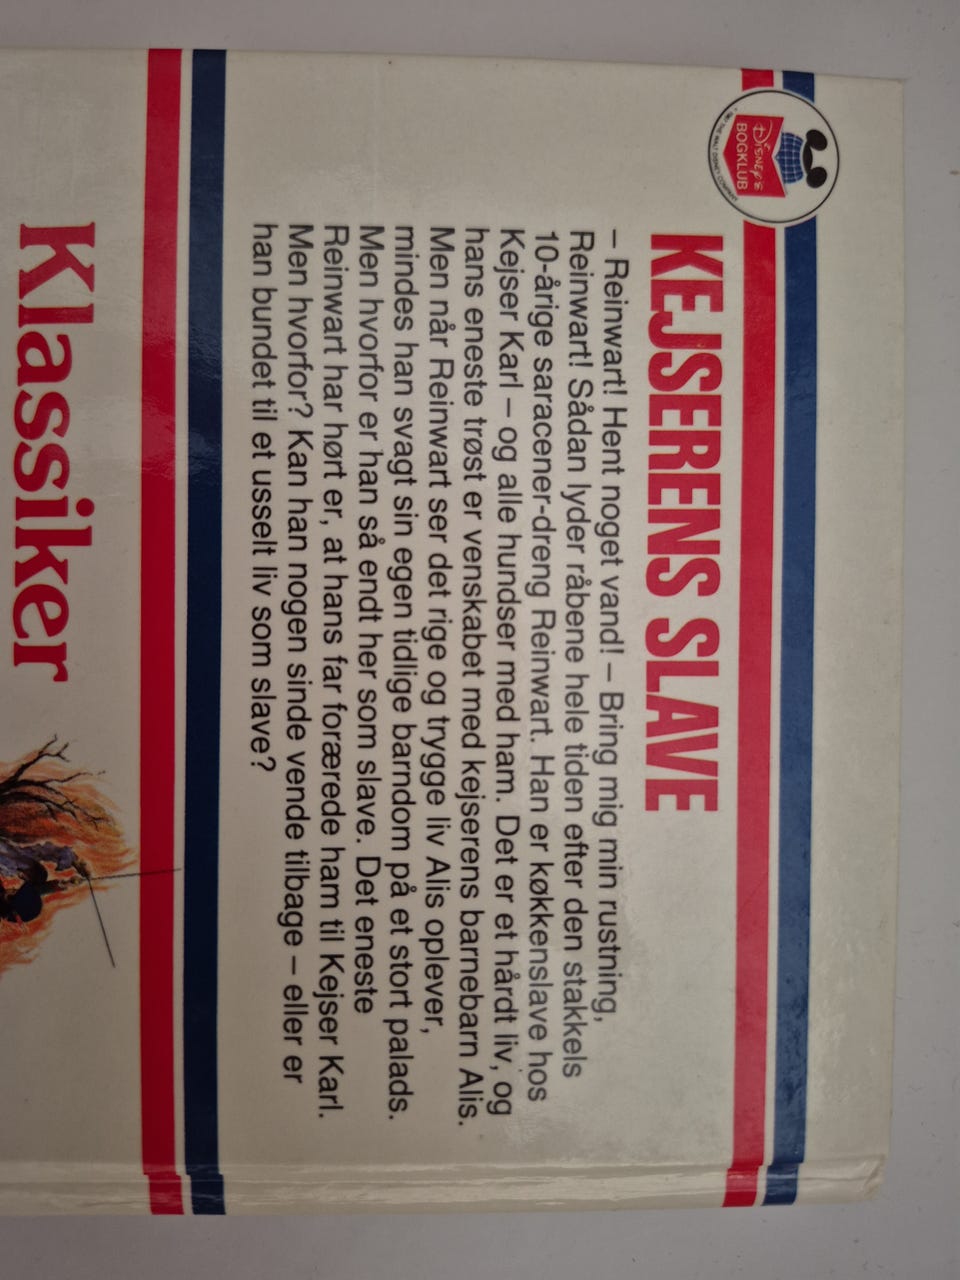 DISNEY'S
BOGKLUB
© THE WALT DISNEY COMPANY
KEJSERENS SLAVE
– Reinwart! Hent noget vand! – Bring mig min rustning,
Reinwart! Sådan lyder råbene hele tiden efter den stakkels
10-årige saracener-dreng Reinwart. Han er køkkenslave hos
Kejser Karl – og alle hundser med ham. Det er et hårdt liv, og
hans eneste trøst er venskabet med kejserens barnebarn Alis.
Men når Reinwart ser det rige og trygge liv Alis oplever,
mindes han svagt sin egen tidlige barndom på et stort palads.
Men hvorfor er han så endt her som slave. Det eneste
Reinwart har hørt er, at hans far forærede ham til Kejser Karl.
Men hvorfor? Kan han nogen sinde vende tilbage – eller er
han bundet til et usselt liv som slave?
Klassiker